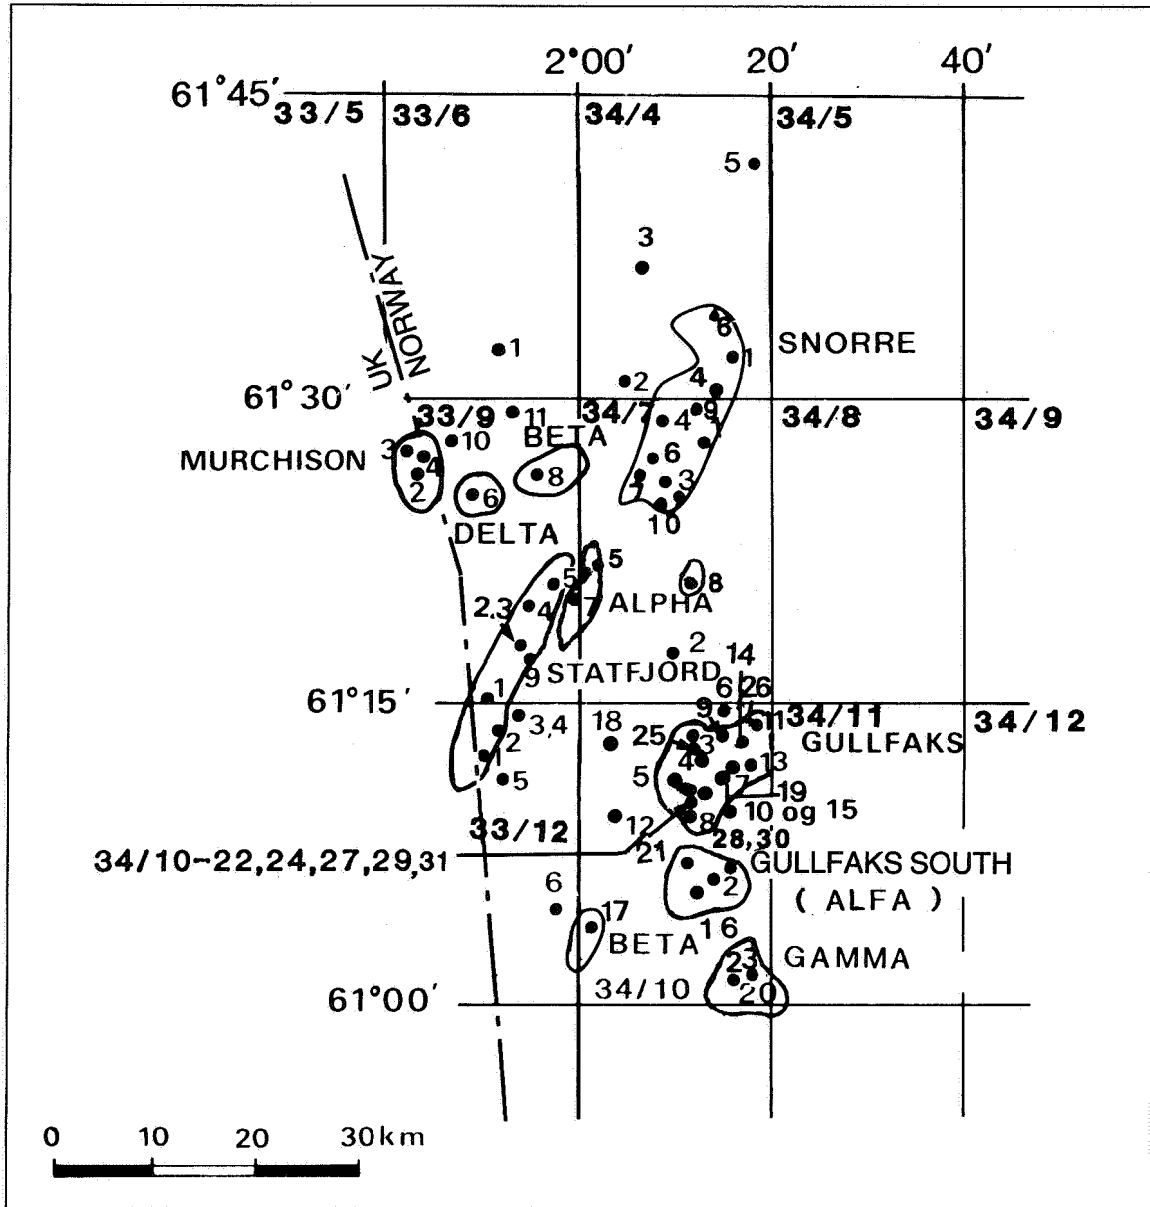 2°00′ 20′ 40′
61°45′
33/5 33/6 34/4 34/5
5
3
UK
NORWAY
6
SNORRE
1
1
2
4
61°30′
33/9 34/7 34/8 34/9
11
4 9
BETA
10
3
MURCHISON
4
6
8
2
6
3
10
DELTA
5
5
8
2.3 4
7 ALPHA
2
14
9 STATFJORD
6 26
61°15′
1
9 11 34/11 34/12
3,4 18 25 3
GULLFAKS
2
4
13
1
5
5
7
19
12
8
10 og 15
33/12
28,30
34/10-22,24,27,29,31
21
GULLFAKS SOUTH
2
6
( ALFA )
17
16
BETA
GAMMA
23
34/10
20
61°00′
0 10 20 30km